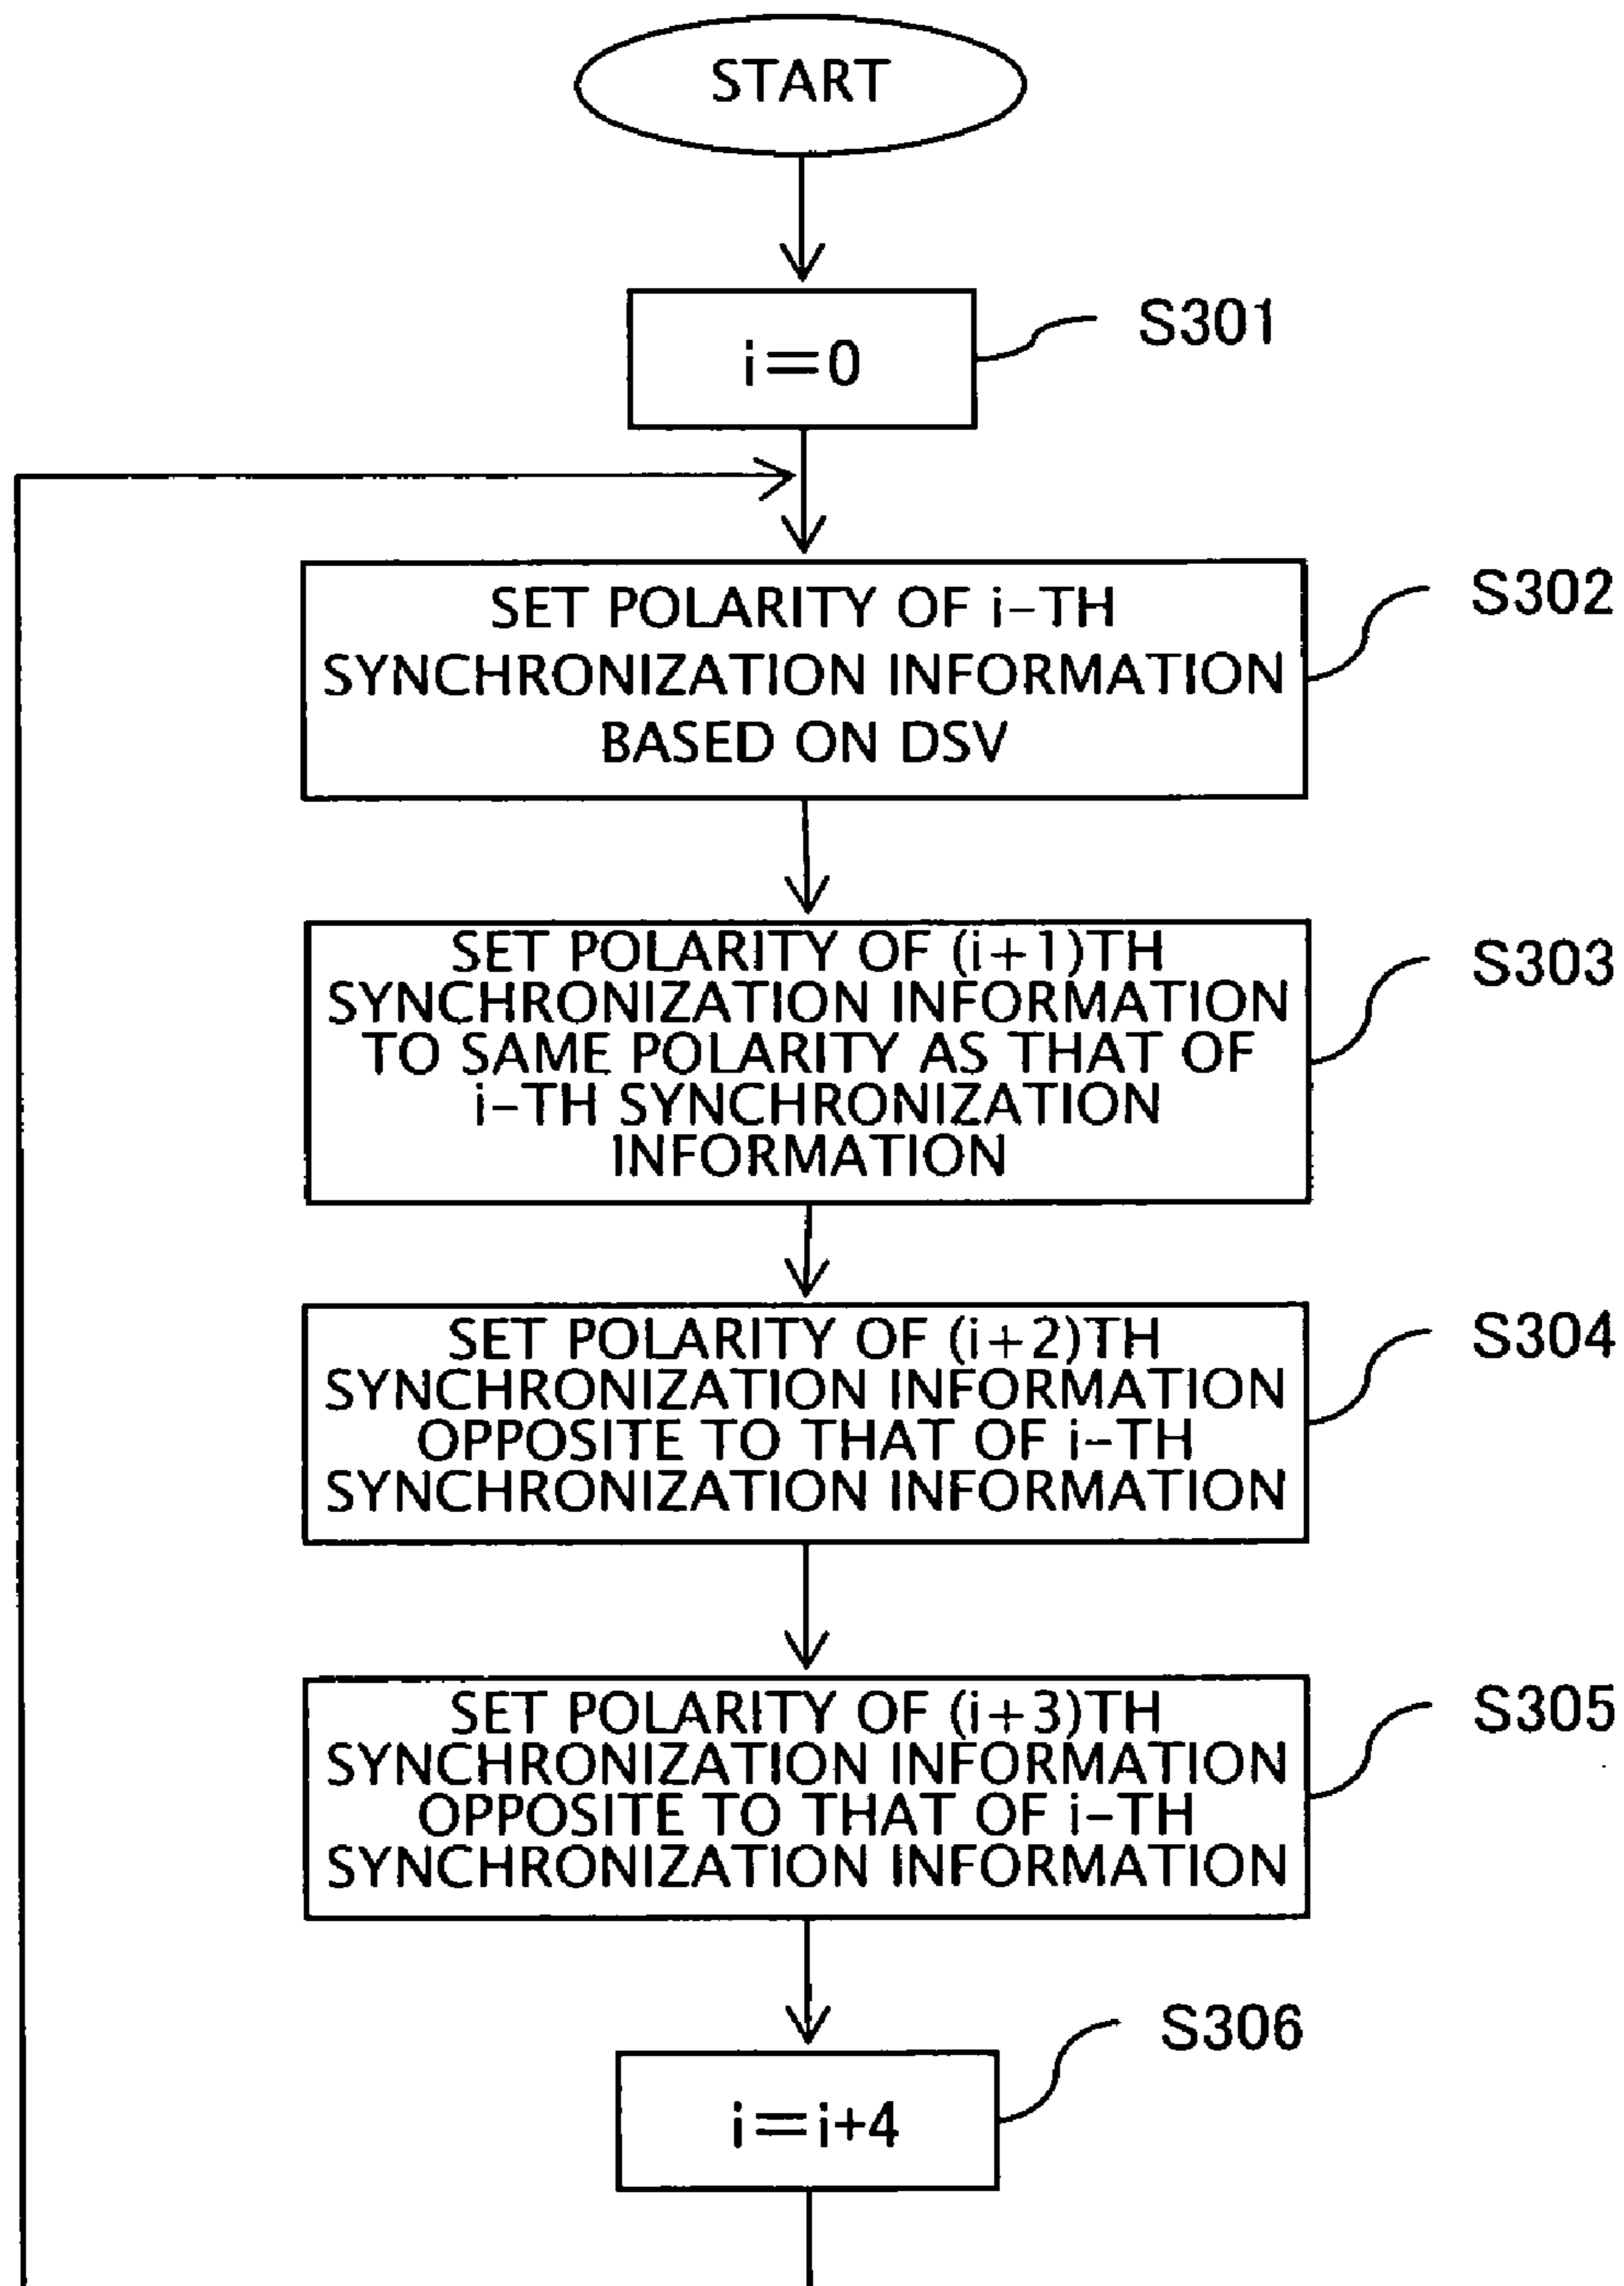 START
i=0
S301
SET POLARITY OF i-TH
SYNCHRONIZATION INFORMATION
BASED ON DSV
S302
SET POLARITY OF (i+1)TH
SYNCHRONIZATION INFORMATION
TO SAME POLARITY AS THAT OF
i-TH SYNCHRONIZATION
INFORMATION
S303
SET POLARITY OF (i+2)TH
SYNCHRONIZATION INFORMATION
OPPOSITE TO THAT OF i-TH
SYNCHRONIZATION INFORMATION
S304
SET POLARITY OF (i+3)TH
SYNCHRONIZATION INFORMATION
OPPOSITE TO THAT OF i-TH
SYNCHRONIZATION INFORMATION
S305
i=i+4
S306